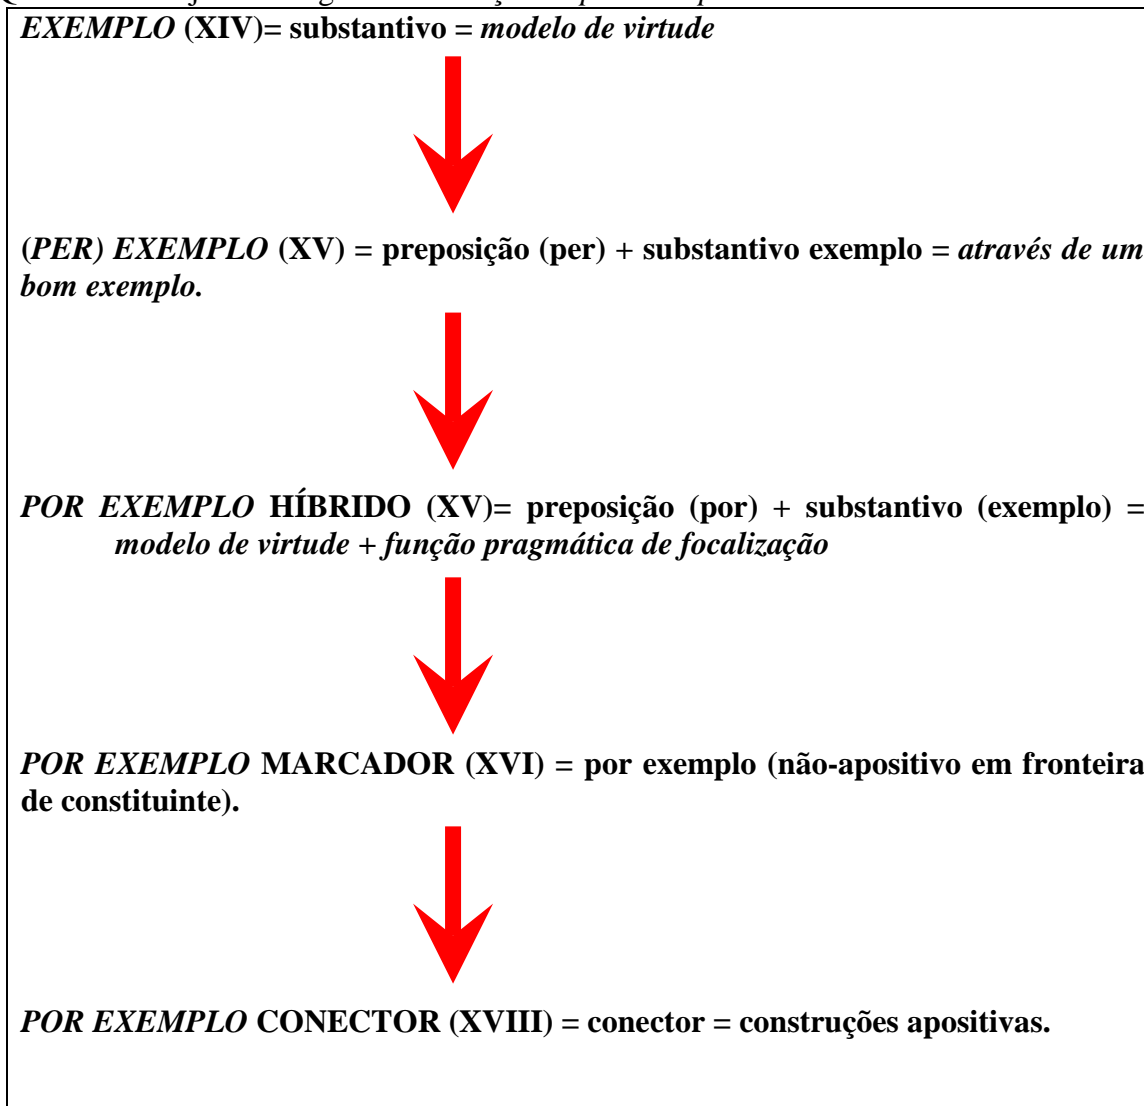 EXEMPLO (XIV)= substantivo = modelo de virtude
(PER) EXEMPLO (XV) = preposição (per) + substantivo exemplo = através de um
bom exemplo.
POR EXEMPLO HÍBRIDO (XV)= preposição (por) + substantivo (exemplo) =
modelo de virtude + função pragmática de focalização
POR EXEMPLO MARCADOR (XVI) = por exemplo (não-apositivo em fronteira
de constituinte).
POR EXEMPLO CONECTOR (XVIII) = conector = construções apositivas.